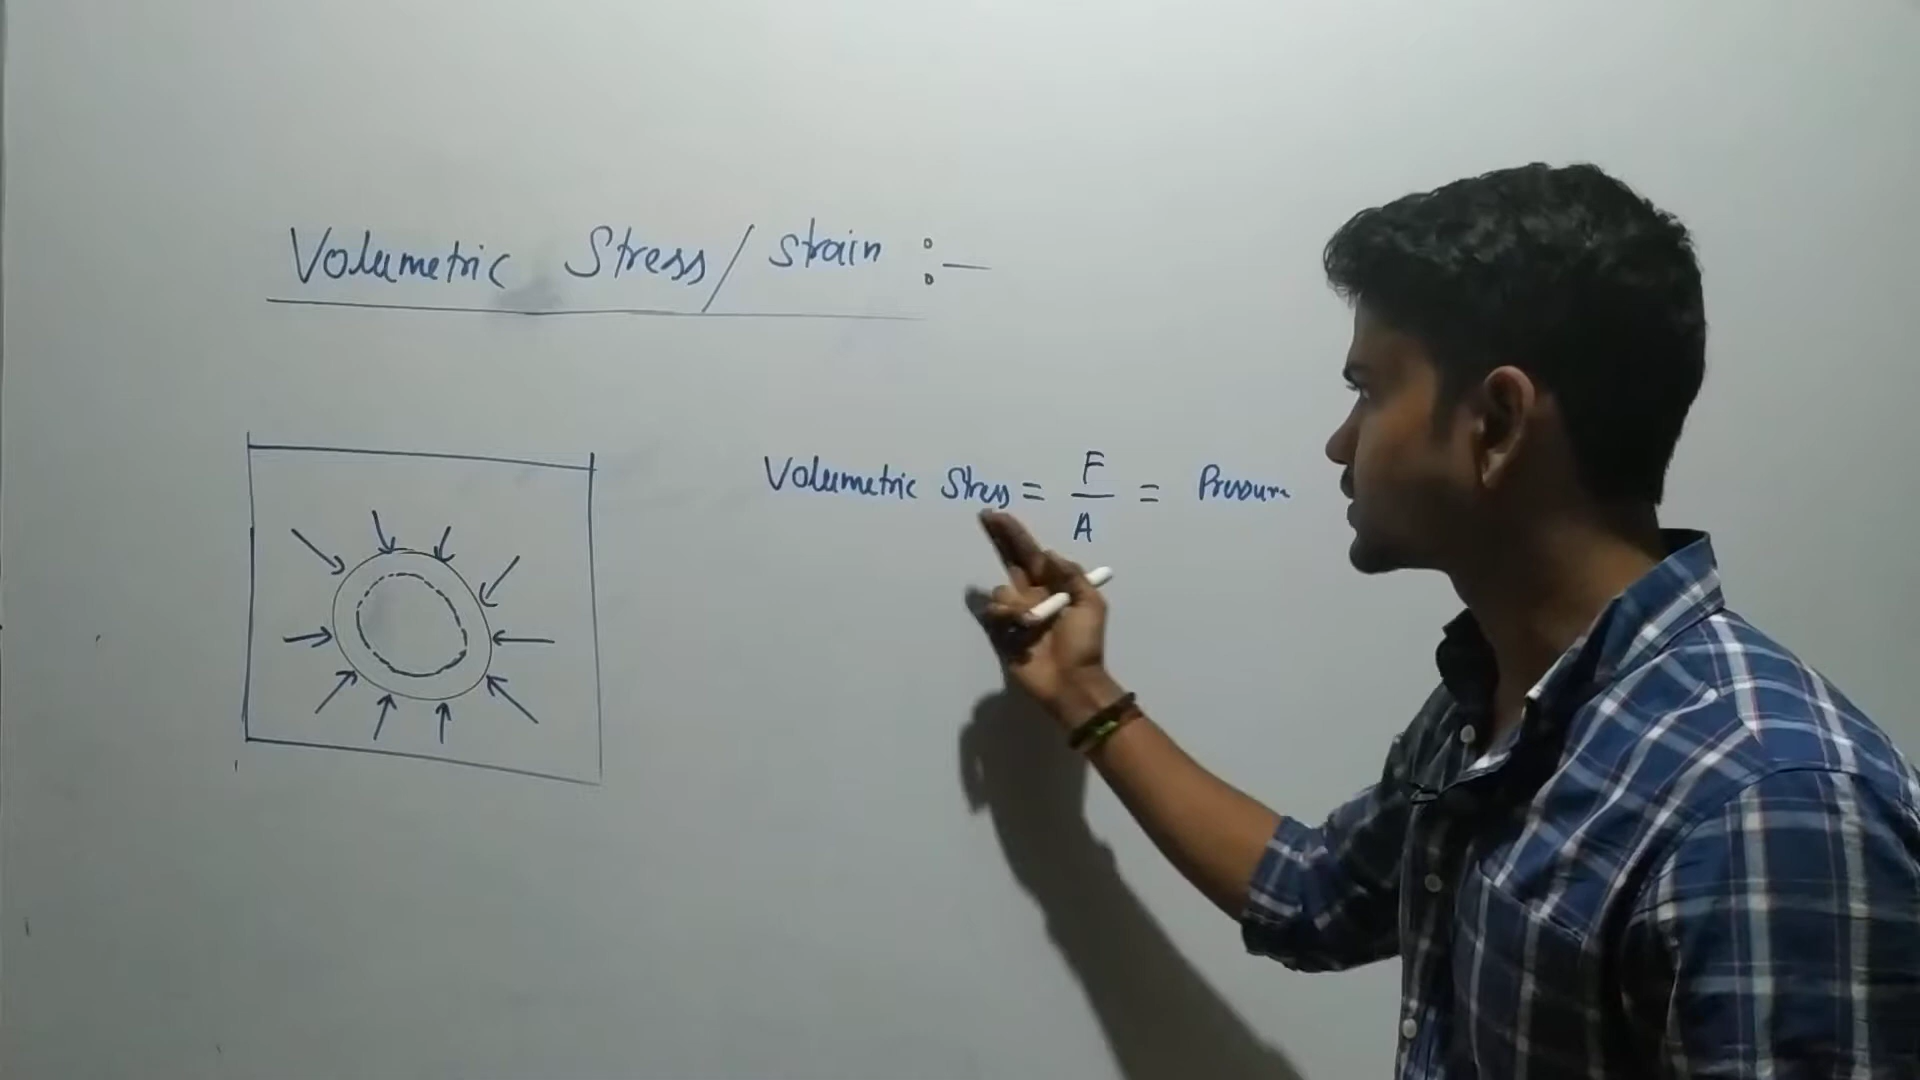 Volumetric Stress/strain :-
Volumetric Stress = F/A = Pressure